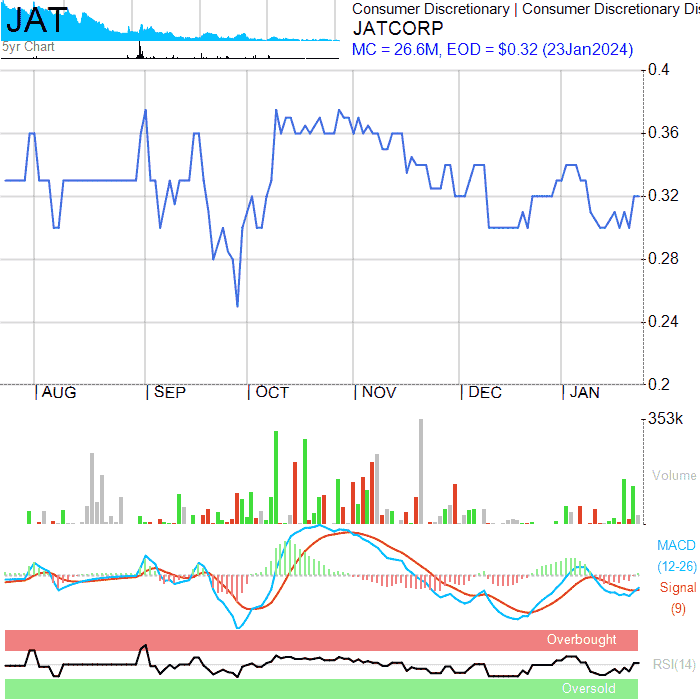 JAT
Consumer Discretionary | Consumer Discretionary Dis
JATCORP
5yr Chart
MC = 26.6M, EOD = $0.32 (23Jan2024)
0.4
0.36
0.32
0.28
0.24
0.2
| AUG | SEP | OCT | NOV | DEC | JAN
353k
Volume
MACD
(12-26)
Signal
(9)
Overbought
RSI(14)
Oversold